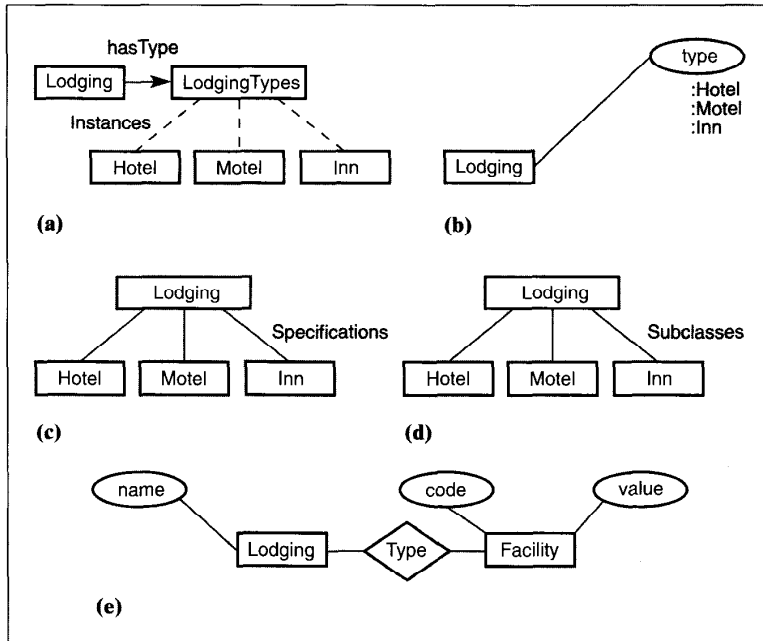 hasType
Lodging
LodgingTypes
Instances
Hotel
Motel
Inn
(a)
type
:Hotel
:Motel
:Inn
Lodging
(b)
Lodging
Specifications
Hotel
Motel
Inn
(c)
Lodging
Subclasses
Hotel
Motel
Inn
(d)
name
code
value
Lodging
Type
Facility
(e)